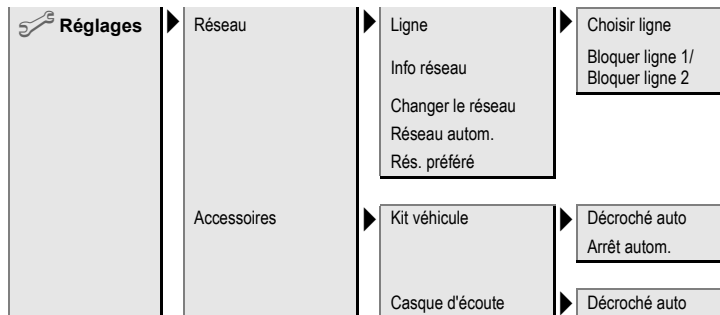 Réglages
Réseau
Ligne
Choisir ligne
Bloquer ligne 1/
Bloquer ligne 2
Info réseau
Changer le réseau
Réseau autom.
Rés. préféré
Accessoires
Kit véhicule
Décroché auto
Arrêt autom.
Casque d'écoute
Décroché auto